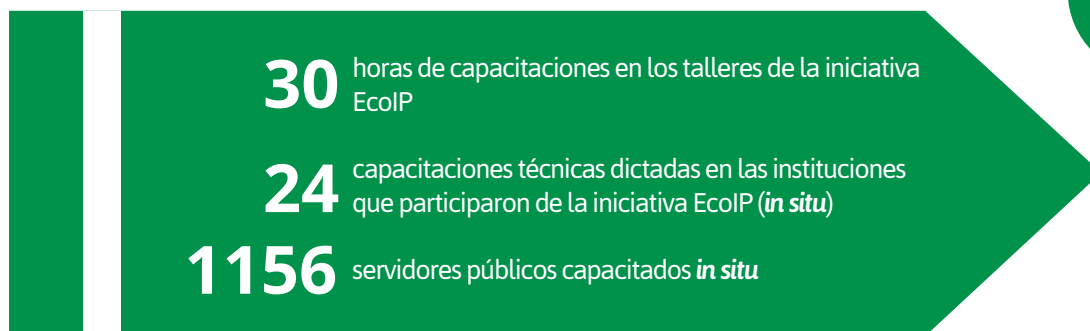 30 horas de capacitaciones en los talleres de la iniciativa
EcoIP
24 capacitaciones técnicas dictadas en las instituciones
que participaron de la iniciativa EcoIP (in situ)
1156 servidores públicos capacitados in situ